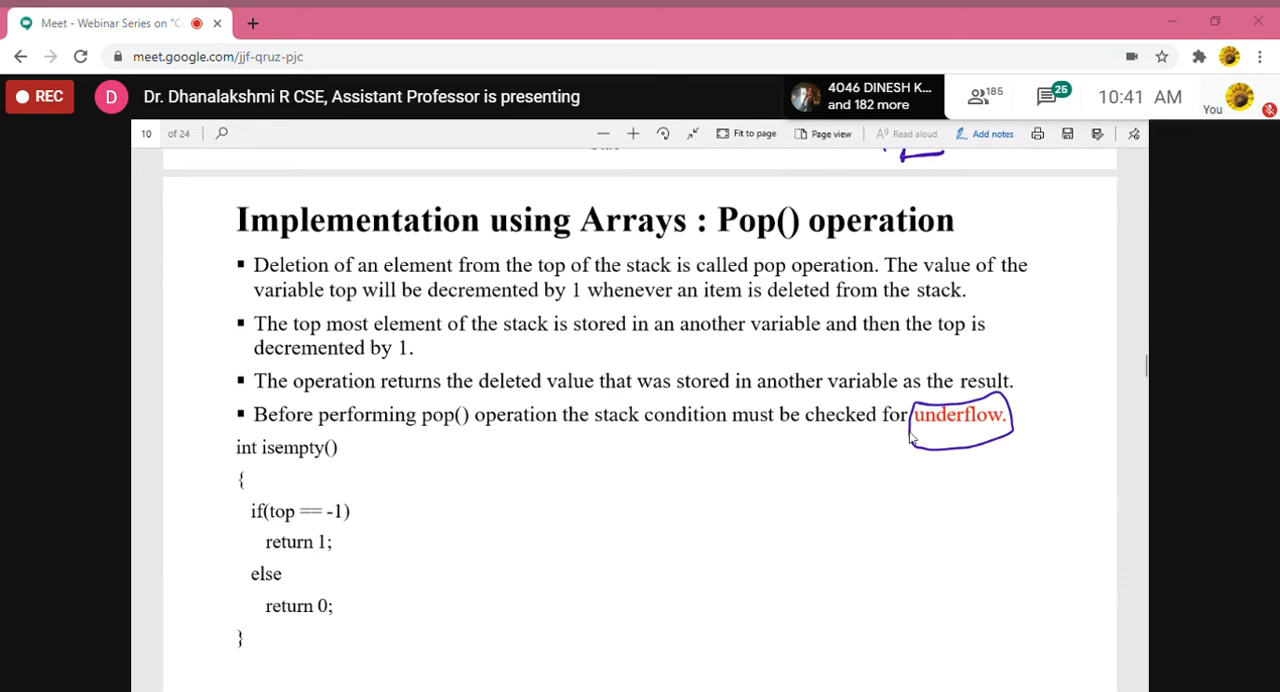 Meet - Webinar Series on "C
meet.google.com/jjf-qruz-pjc
REC
D
Dr. Dhanalakshmi R CSE, Assistant Professor is presenting
4046 DINESH K...
and 182 more
185
25
10:41 AM
You
10 of 24
Fit to page
Page view
Read aloud
Add notes
Implementation using Arrays : Pop() operation
▪ Deletion of an element from the top of the stack is called pop operation. The value of the
variable top will be decremented by 1 whenever an item is deleted from the stack.
▪ The top most element of the stack is stored in an another variable and then the top is
decremented by 1.
▪ The operation returns the deleted value that was stored in another variable as the result.
▪ Before performing pop() operation the stack condition must be checked for underflow.
int isempty()
{
if(top == -1)
return 1;
else
return 0;
}